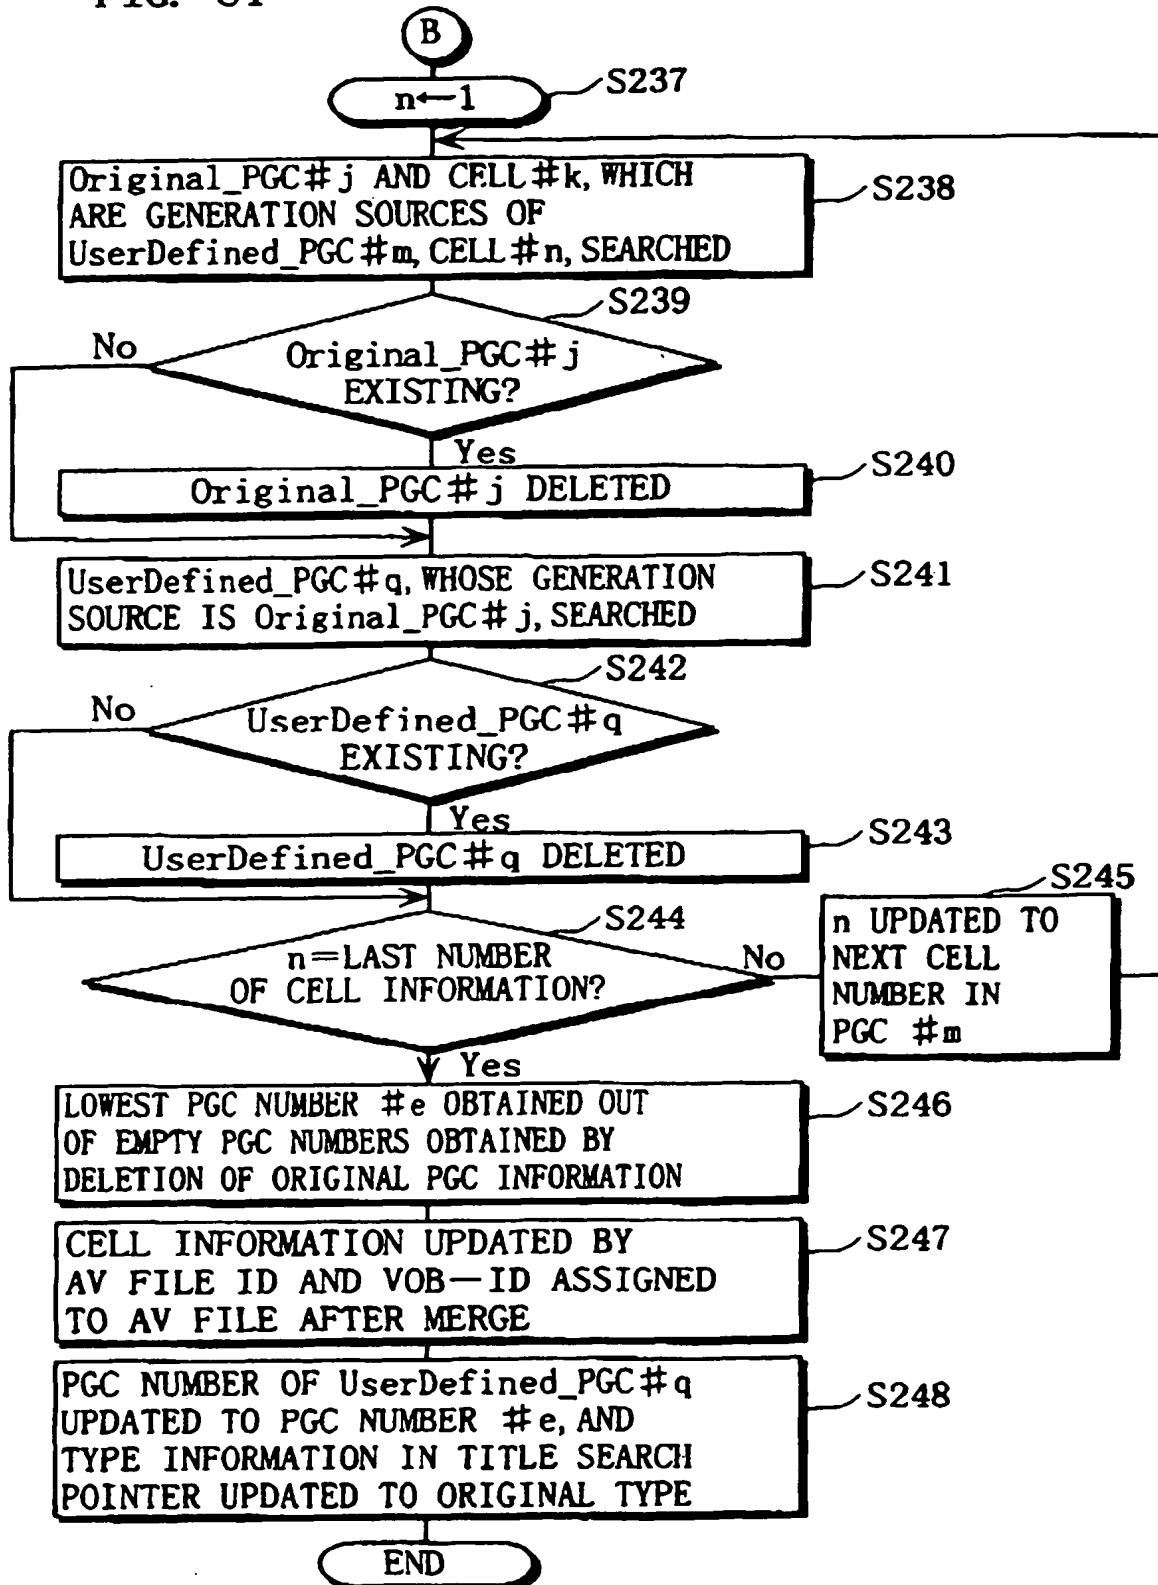 B
n←1
S237
Original_PGC#j AND CELL#k, WHICH
ARE GENERATION SOURCES OF
UserDefined_PGC#m, CELL#n, SEARCHED
S238
S239
No
Original_PGC#j
EXISTING?
Yes
Original_PGC#j DELETED
S240
UserDefined_PGC#q, WHOSE GENERATION
SOURCE IS Original_PGC#j, SEARCHED
S241
S242
No
UserDefined_PGC#q
EXISTING?
Yes
UserDefined_PGC#q DELETED
S243
S244
n=LAST NUMBER
OF CELL INFORMATION?
No
S245
n UPDATED TO
NEXT CELL
NUMBER IN
PGC #m
Yes
LOWEST PGC NUMBER #e OBTAINED OUT
OF EMPTY PGC NUMBERS OBTAINED BY
DELETION OF ORIGINAL PGC INFORMATION
S246
CELL INFORMATION UPDATED BY
AV FILE ID AND VOB-ID ASSIGNED
TO AV FILE AFTER MERGE
S247
PGC NUMBER OF UserDefined_PGC#q
UPDATED TO PGC NUMBER #e, AND
TYPE INFORMATION IN TITLE SEARCH
POINTER UPDATED TO ORIGINAL TYPE
S248
END